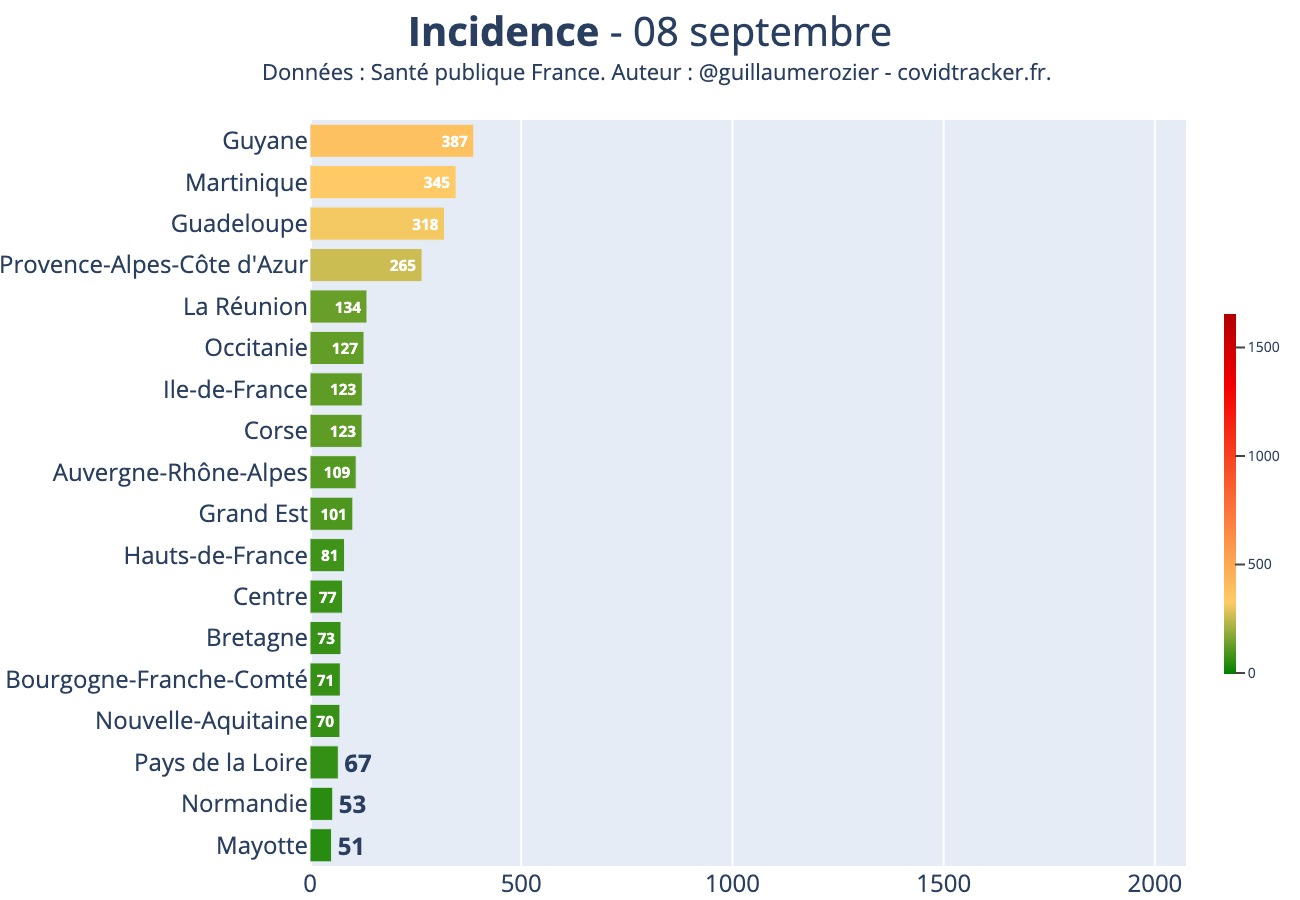 Incidence - 08 septembre
Données : Santé publique France. Auteur : @guillaumerozier - covidtracker.fr.
Guyane 387
Martinique 345
Guadeloupe 318
Provence-Alpes-Côte d'Azur 265
La Réunion 134
Occitanie 127
Ile-de-France 123
Corse 123
Auvergne-Rhône-Alpes 109
Grand Est 101
Hauts-de-France 81
Centre 77
Bretagne 73
Bourgogne-Franche-Comté 71
Nouvelle-Aquitaine 70
Pays de la Loire 67
Normandie 53
Mayotte 51
0 500 1000 1500 2000
1500
1000
500
0